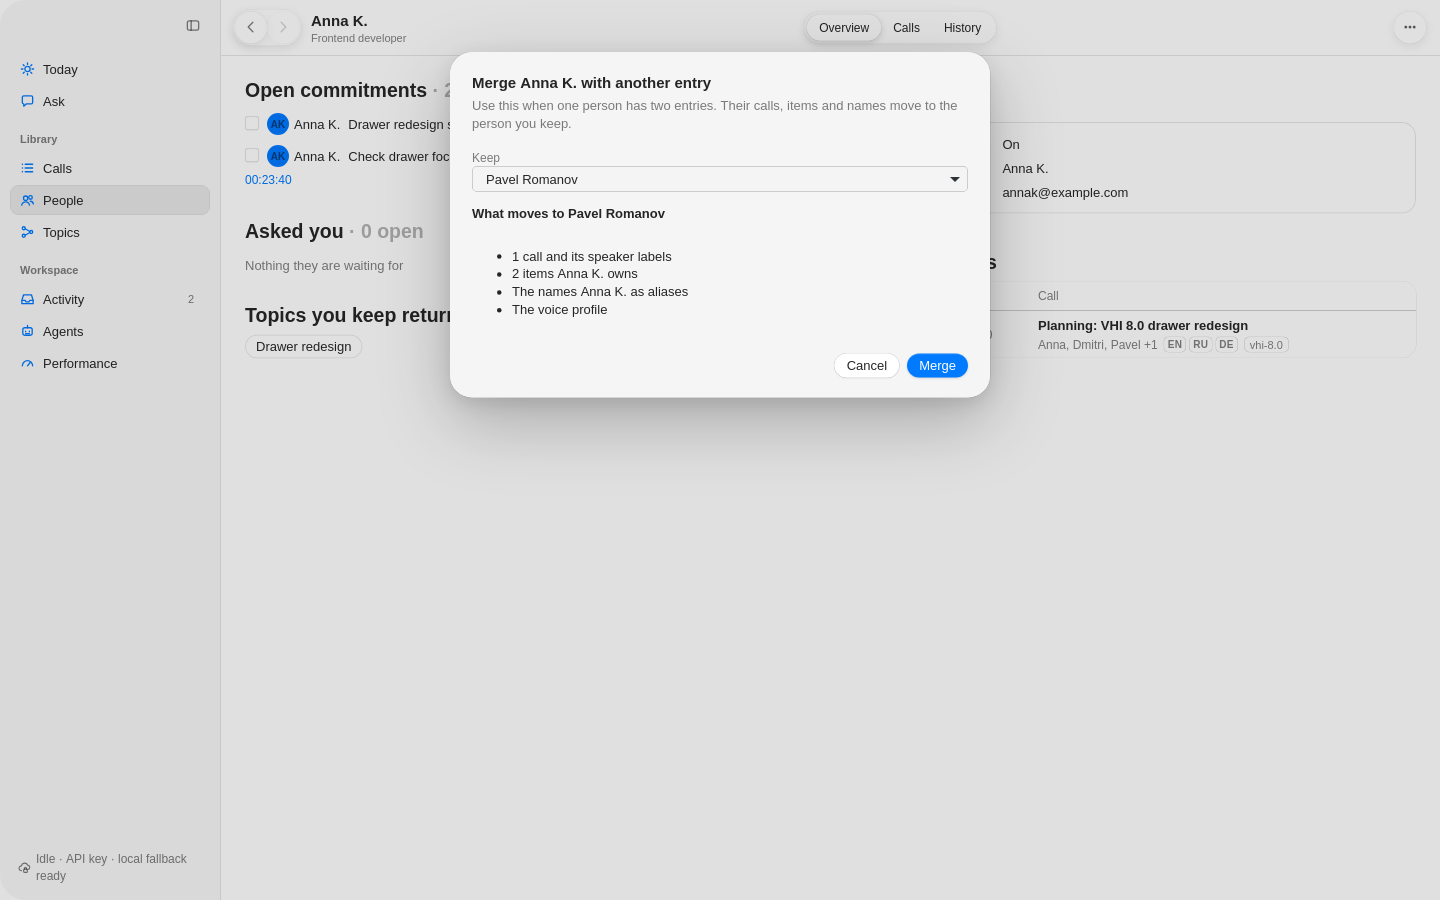 Anna K.
Frontend developer
Overview
Calls
History
Today
Ask
Library
Calls
People
Topics
Workspace
Activity
2
Agents
Performance
Idle · API key · local fallback
ready
Open commitments ·
AK
Anna K.
Drawer redesign
AK
Anna K.
Check drawer
00:23:40
Asked you · 0 open
Nothing they are waiting for
Topics you keep
Drawer redesign
Merge Anna K. with another entry
Use this when one person has two entries. Their calls, items and names move to the
person you keep.
Keep
Pavel Romanov
What moves to Pavel Romanov
• 1 call and its speaker labels
• 2 items Anna K. owns
• The names Anna K. as aliases
• The voice profile
Cancel
Merge
On
Anna K.
annak@example.com
Call
Planning: VHI 8.0 drawer redesign
Anna, Dmitri, Pavel +1
EN
RU
DE
vhi-8.0